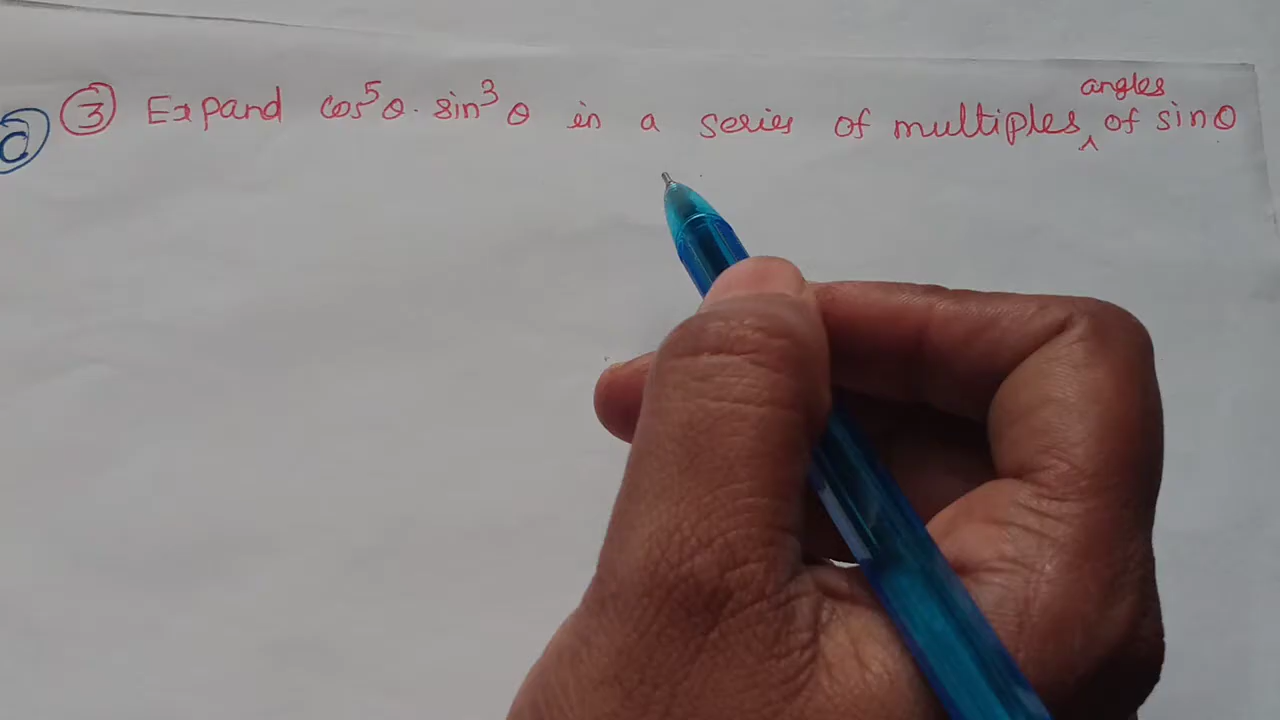 angles
③ Expand cos⁵θ · sin³θ in a series of multiples ‸ of sinθ